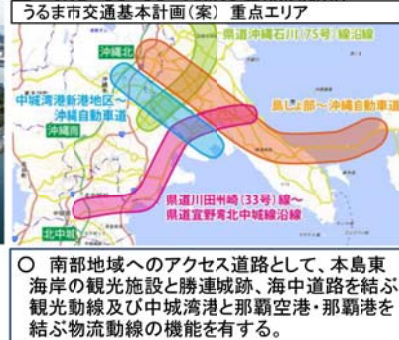 うるま市交通基本計画(案) 重点エリア
県道沖縄石川(75号)線沿線
沖縄北
中城湾港新港地区～
沖縄自動車道
島しょ部～沖縄自動車道
沖縄南
県道川田州崎(33号)線～
県道宜野湾北中城線沿線
北中城
○ 南部地域へのアクセス道路として、本島東
海岸の観光施設と勝連城跡、海中道路を結ぶ
観光動線及び中城湾港と那覇空港・那覇港を
結ぶ物流動線の機能を有する。